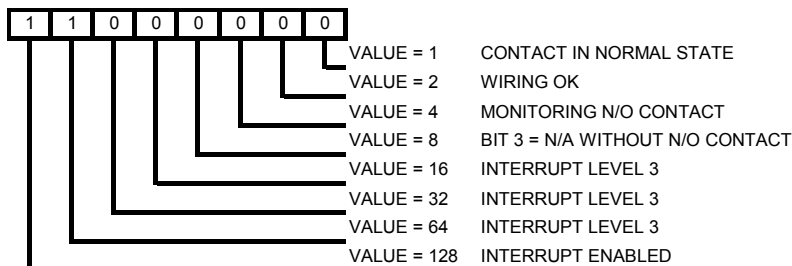 1 1 0 0 0 0 0 0
VALUE = 1 CONTACT IN NORMAL STATE
VALUE = 2 WIRING OK
VALUE = 4 MONITORING N/O CONTACT
VALUE = 8 BIT 3 = N/A WITHOUT N/O CONTACT
VALUE = 16 INTERRUPT LEVEL 3
VALUE = 32 INTERRUPT LEVEL 3
VALUE = 64 INTERRUPT LEVEL 3
VALUE = 128 INTERRUPT ENABLED